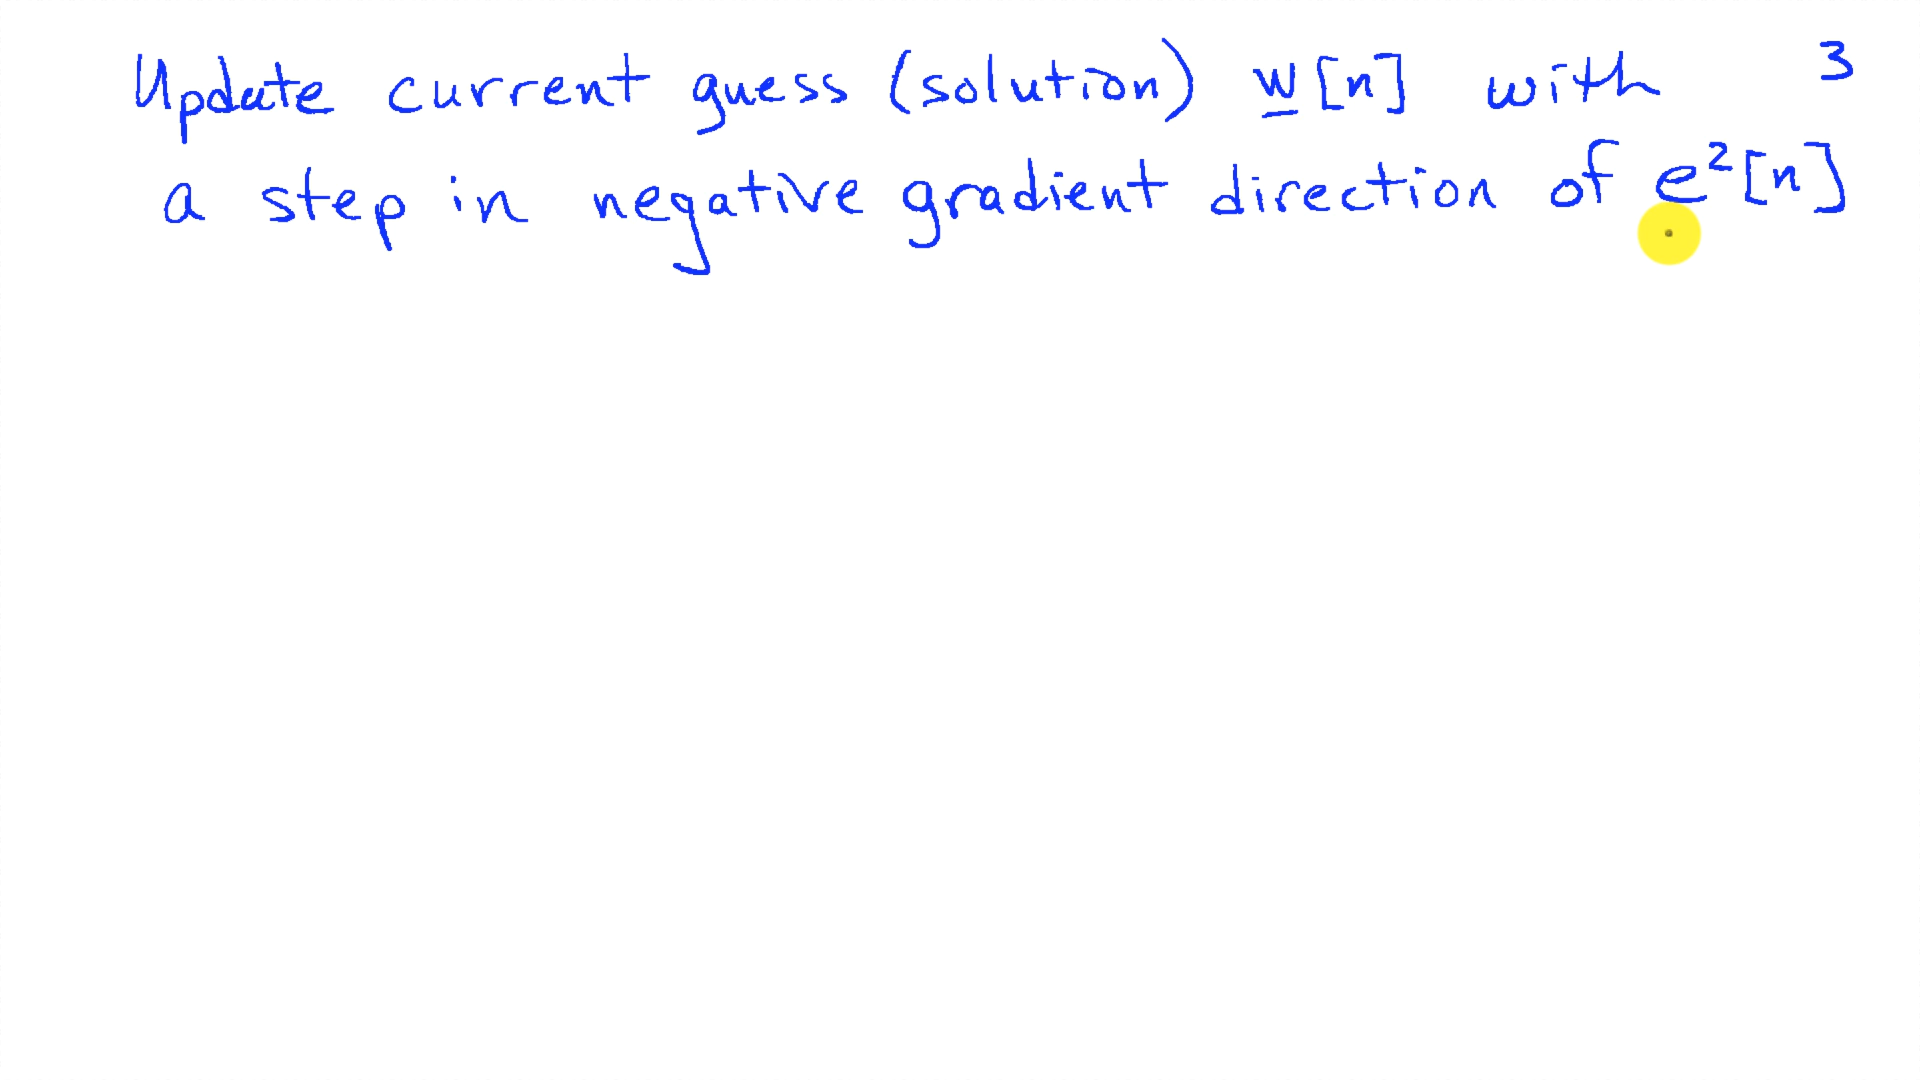 Update current guess (solution) w[n] with 3
a step in negative gradient direction of e²[n]